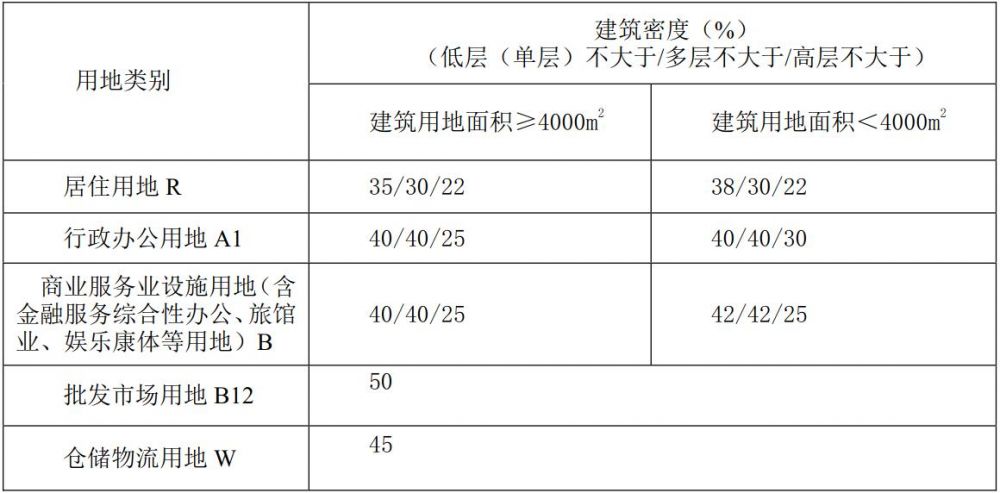 用地类别
建筑密度（%）
（低层（单层）不大于/多层不大于/高层不大于）
建筑用地面积≥4000m²
建筑用地面积＜4000m²
居住用地 R
35/30/22
38/30/22
行政办公用地 A1
40/40/25
40/40/30
商业服务业设施用地（含
金融服务综合性办公、旅馆
业、娱乐康体等用地）B
40/40/25
42/42/25
批发市场用地 B12
50
仓储物流用地 W
45